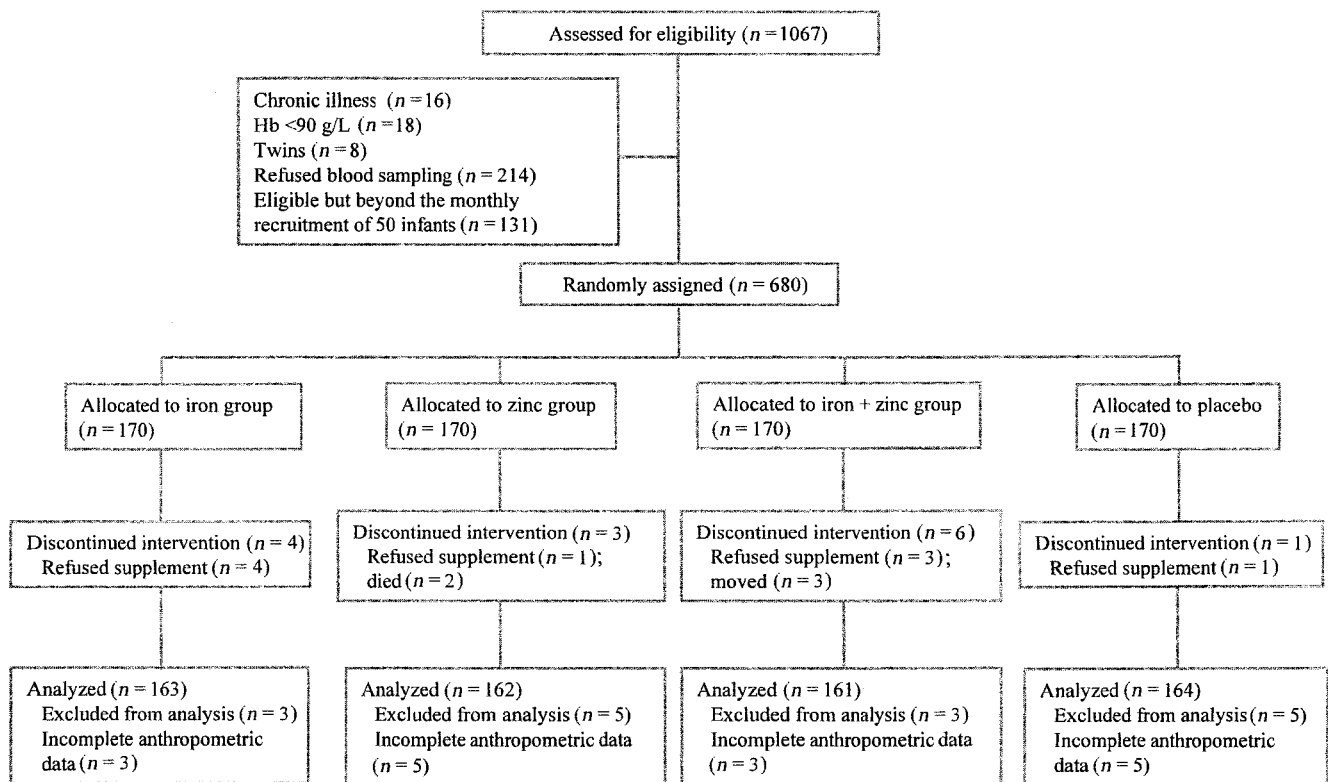 Assessed for eligibility (n = 1067)
Chronic illness (n = 16)
Hb <90 g/L (n = 18)
Twins (n = 8)
Refused blood sampling (n = 214)
Eligible but beyond the monthly
recruitment of 50 infants (n = 131)
Randomly assigned (n = 680)
Allocated to iron group
(n = 170)
Allocated to zinc group
(n = 170)
Allocated to iron + zinc group
(n = 170)
Allocated to placebo
(n = 170)
Discontinued intervention (n = 4)
Refused supplement (n = 4)
Discontinued intervention (n = 3)
Refused supplement (n = 1);
died (n = 2)
Discontinued intervention (n = 6)
Refused supplement (n = 3);
moved (n = 3)
Discontinued intervention (n = 1)
Refused supplement (n = 1)
Analyzed (n = 163)
Excluded from analysis (n = 3)
Incomplete anthropometric
data (n = 3)
Analyzed (n = 162)
Excluded from analysis (n = 5)
Incomplete anthropometric data
(n = 5)
Analyzed (n = 161)
Excluded from analysis (n = 3)
Incomplete anthropometric data
(n = 3)
Analyzed (n = 164)
Excluded from analysis (n = 5)
Incomplete anthropometric
data (n = 5)